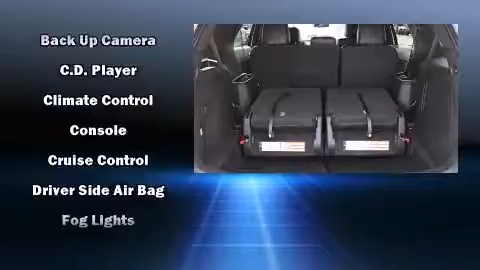 Back Up Camera
C.D. Player
Climate Control
Console
Cruise Control
Driver Side Air Bag
Fog Lights